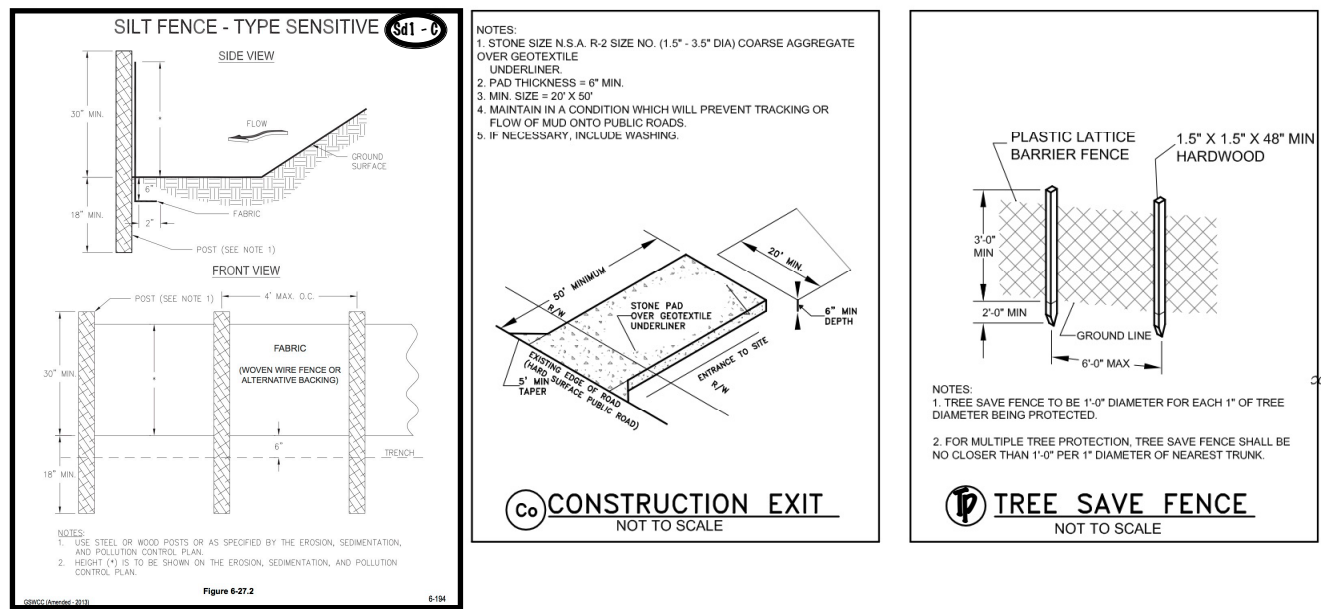 SILT FENCE - TYPE SENSITIVE
Sd1 - C
SIDE VIEW
30" MIN.
*
FLOW
GROUND
SURFACE
6"
FABRIC
18" MIN.
2"
POST (SEE NOTE 1)
FRONT VIEW
POST (SEE NOTE 1)
4' MAX. O.C.
FABRIC
(WOVEN WIRE FENCE OR
ALTERNATIVE BACKING)
30" MIN.
*
6"
TRENCH
18" MIN.
NOTES:
1. USE STEEL OR WOOD POSTS OR AS SPECIFIED BY THE EROSION, SEDIMENTATION,
AND POLLUTION CONTROL PLAN.
2. HEIGHT (*) IS TO BE SHOWN ON THE EROSION, SEDIMENTATION, AND POLLUTION
CONTROL PLAN.
Figure 6-27.2
GSWCC (Amended - 2013)
6-194
NOTES:
1. STONE SIZE N.S.A. R-2 SIZE NO. (1.5" - 3.5" DIA) COARSE AGGREGATE
OVER GEOTEXTILE
UNDERLINER.
2. PAD THICKNESS = 6" MIN.
3. MIN. SIZE = 20' X 50'
4. MAINTAIN IN A CONDITION WHICH WILL PREVENT TRACKING OR
FLOW OF MUD ONTO PUBLIC ROADS.
5. IF NECESSARY, INCLUDE WASHING.
50' MINIMUM
20' MIN.
R/W
STONE PAD
OVER GEOTEXTILE
UNDERLINER
6" MIN
DEPTH
ENTRANCE TO SITE
R/W
5' MIN
TAPER
EXISTING EDGE OF ROAD
(HARD SURFACE PUBLIC ROAD)
Co CONSTRUCTION EXIT
NOT TO SCALE
PLASTIC LATTICE
BARRIER FENCE
1.5" X 1.5" X 48" MIN
HARDWOOD
3'-0"
MIN
2'-0" MIN
GROUND LINE
6'-0" MAX
NOTES:
1. TREE SAVE FENCE TO BE 1'-0" DIAMETER FOR EACH 1" OF TREE
DIAMETER BEING PROTECTED.
2. FOR MULTIPLE TREE PROTECTION, TREE SAVE FENCE SHALL BE
NO CLOSER THAN 1'-0" PER 1" DIAMETER OF NEAREST TRUNK.
TP TREE SAVE FENCE
NOT TO SCALE